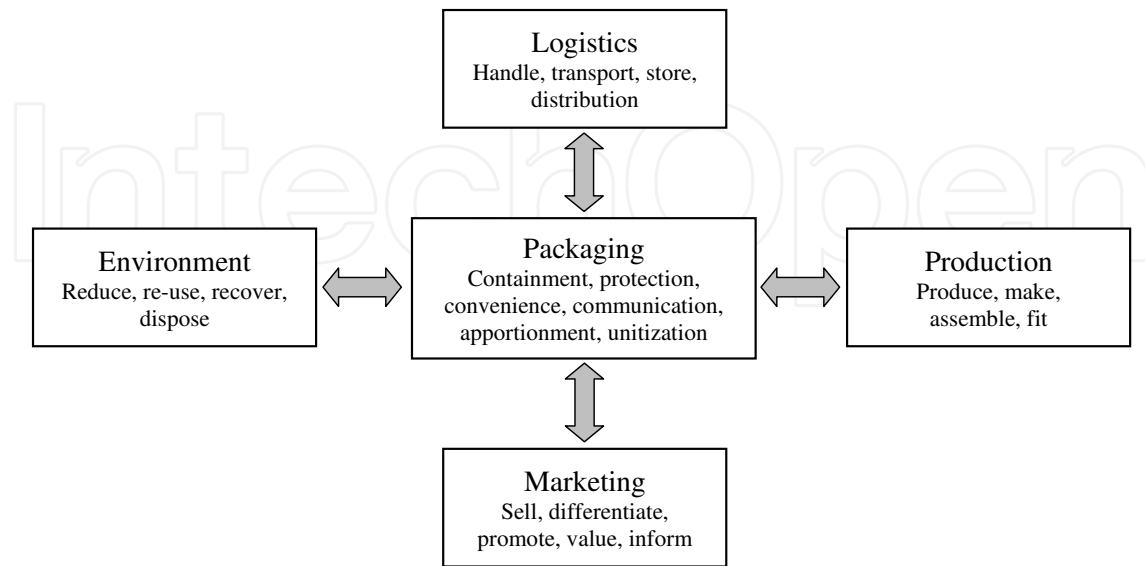 Logistics
Handle, transport, store,
distribution
IntechOpen
Environment
Reduce, re-use, recover,
dispose
Packaging
Containment, protection,
convenience, communication,
apportionment, unitization
Production
Produce, make,
assemble, fit
Marketing
Sell, differentiate,
promote, value, inform